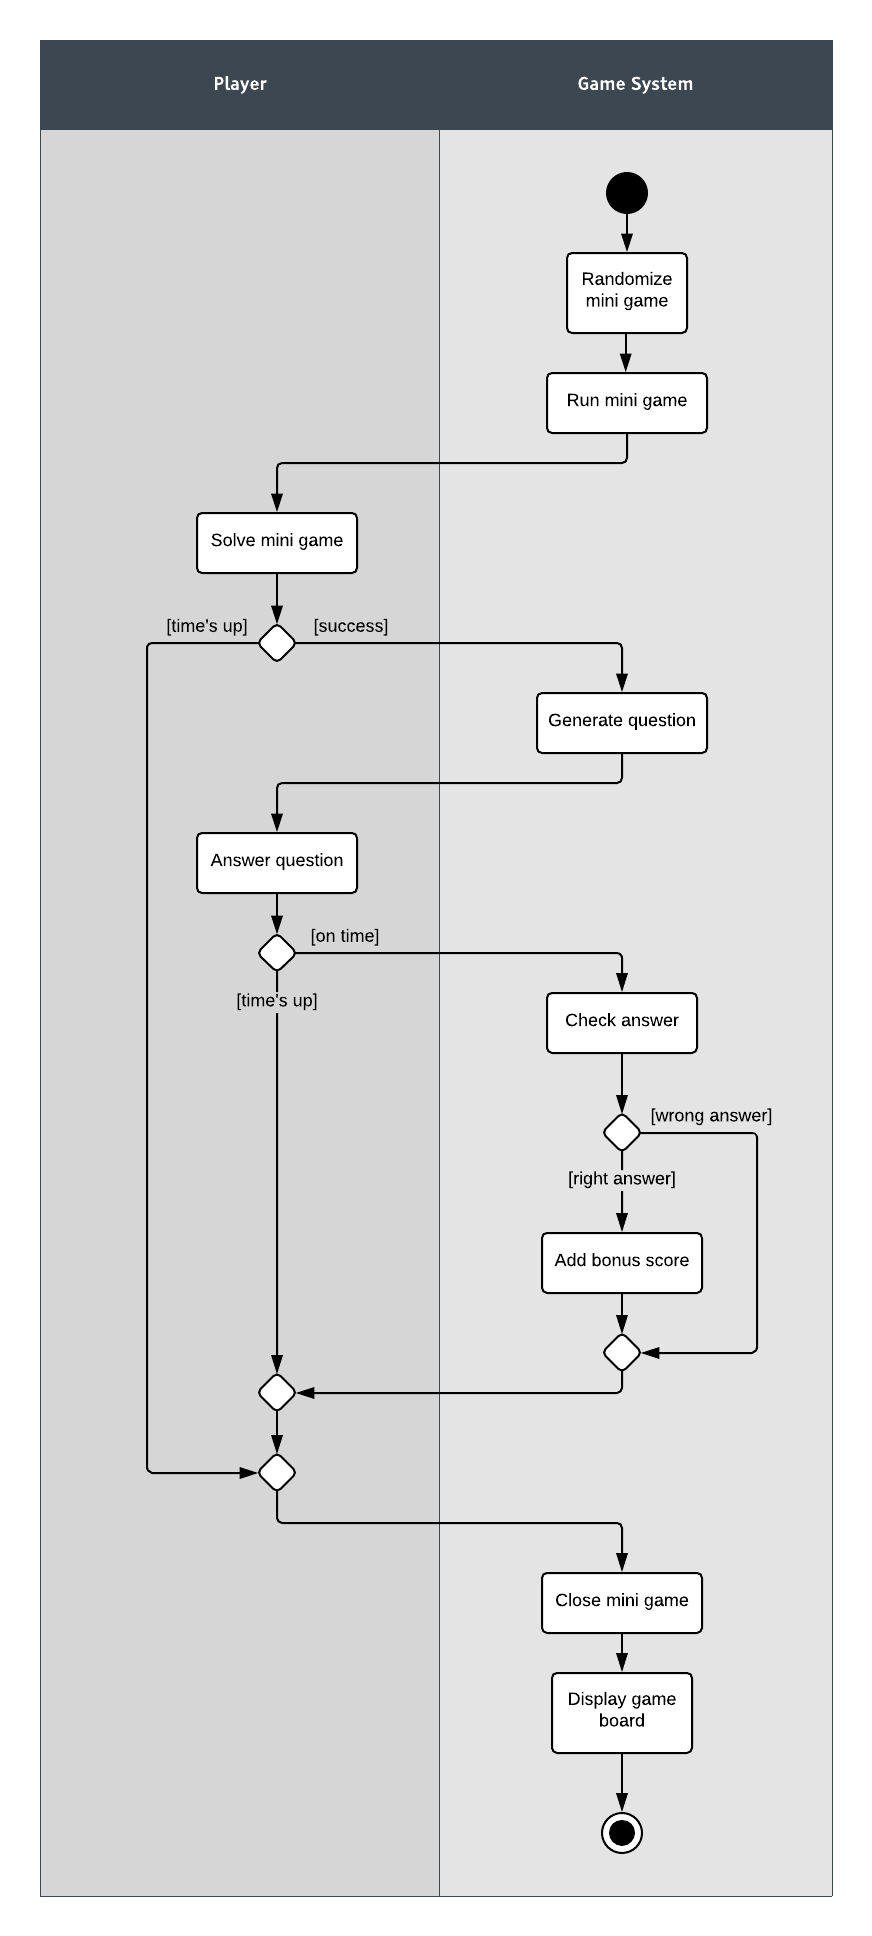 Player
Game System
Randomize
mini game
Run mini game
Solve mini game
[time's up]
[success]
Generate question
Answer question
[on time]
[time's up]
Check answer
[wrong answer]
[right answer]
Add bonus score
Close mini game
Display game
board